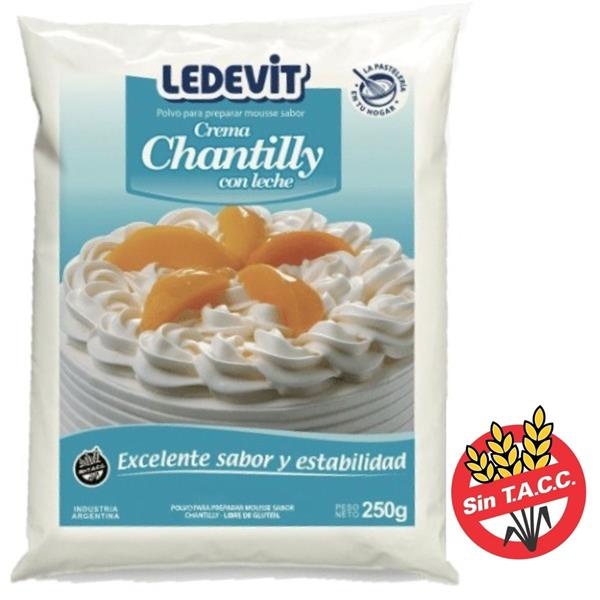 LEDEVIT
LA PASTELERÍA
EN TU HOGAR
Polvo para preparar mousse sabor
Crema
Chantilly
con leche
Sin T.A.C.C.
Excelente sabor y estabilidad
Sin T.A.C.C.
INDUSTRIA
ARGENTINA
POLVO PARA PREPARAR MOUSSE SABOR
CHANTILLY - LIBRE DE GLUTEN.
PESO
NETO 250g